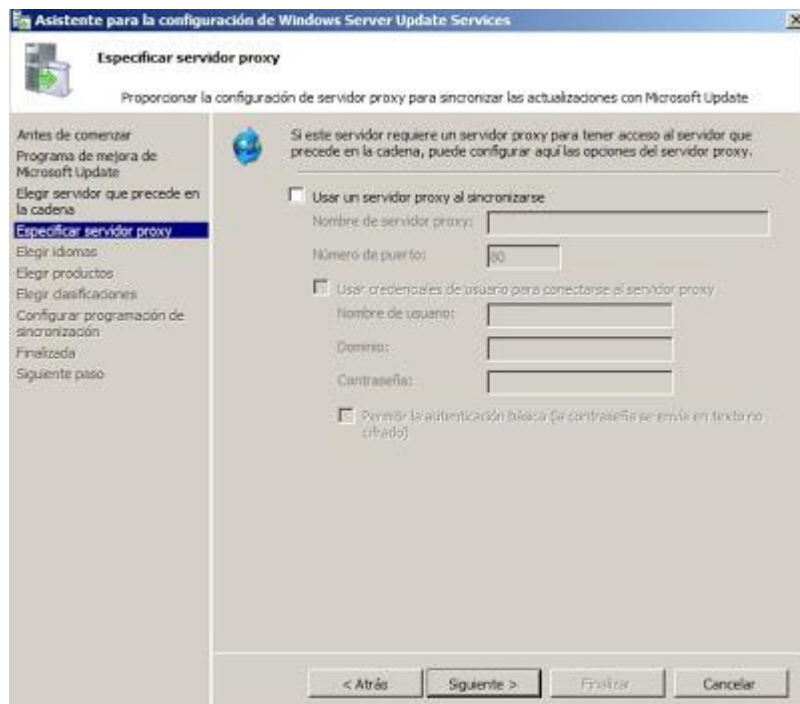 Asistente para la configuración de Windows Server Update Services
Especificar servidor proxy
Proporcionar la configuración de servidor proxy para sincronizar las actualizaciones con Microsoft Update
Antes de comenzar
Programa de mejora de
Microsoft Update
Elegir servidor que precede en
la cadena
Especificar servidor proxy
Elegir idiomas
Elegir productos
Elegir clasificaciones
Configurar programación de
sincronización
Finalizada
Siguiente paso
Si este servidor requiere un servidor proxy para tener acceso al servidor que
precede en la cadena, puede configurar aquí las opciones del servidor proxy.
Usar un servidor proxy al sincronizarse
Nombre de servidor proxy:
Número de puerto:
80
Usar credenciales de usuario para conectarse al servidor proxy
Nombre de usuario:
Dominio:
Contraseña:
Permitir la autenticación básica (la contraseña se envía en texto no
cifrado)
< Atrás
Siguiente >
Finalizar
Cancelar